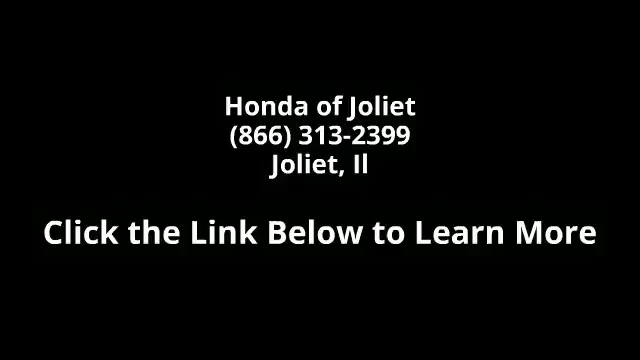 Honda of Joliet
(866) 313-2399
Joliet, Il
Click the Link Below to Learn More